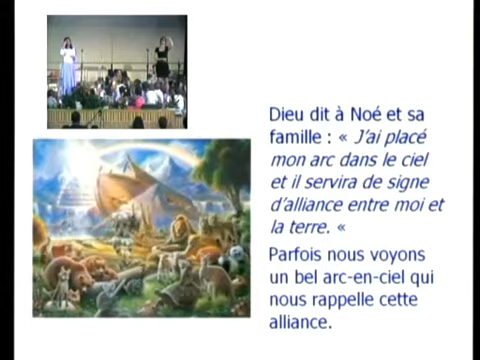 Dieu dit à Noé et sa
famille : « J'ai placé
mon arc dans le ciel
et il servira de signe
d'alliance entre moi et
la terre. «
Parfois nous voyons
un bel arc-en-ciel qui
nous rappelle cette
alliance.